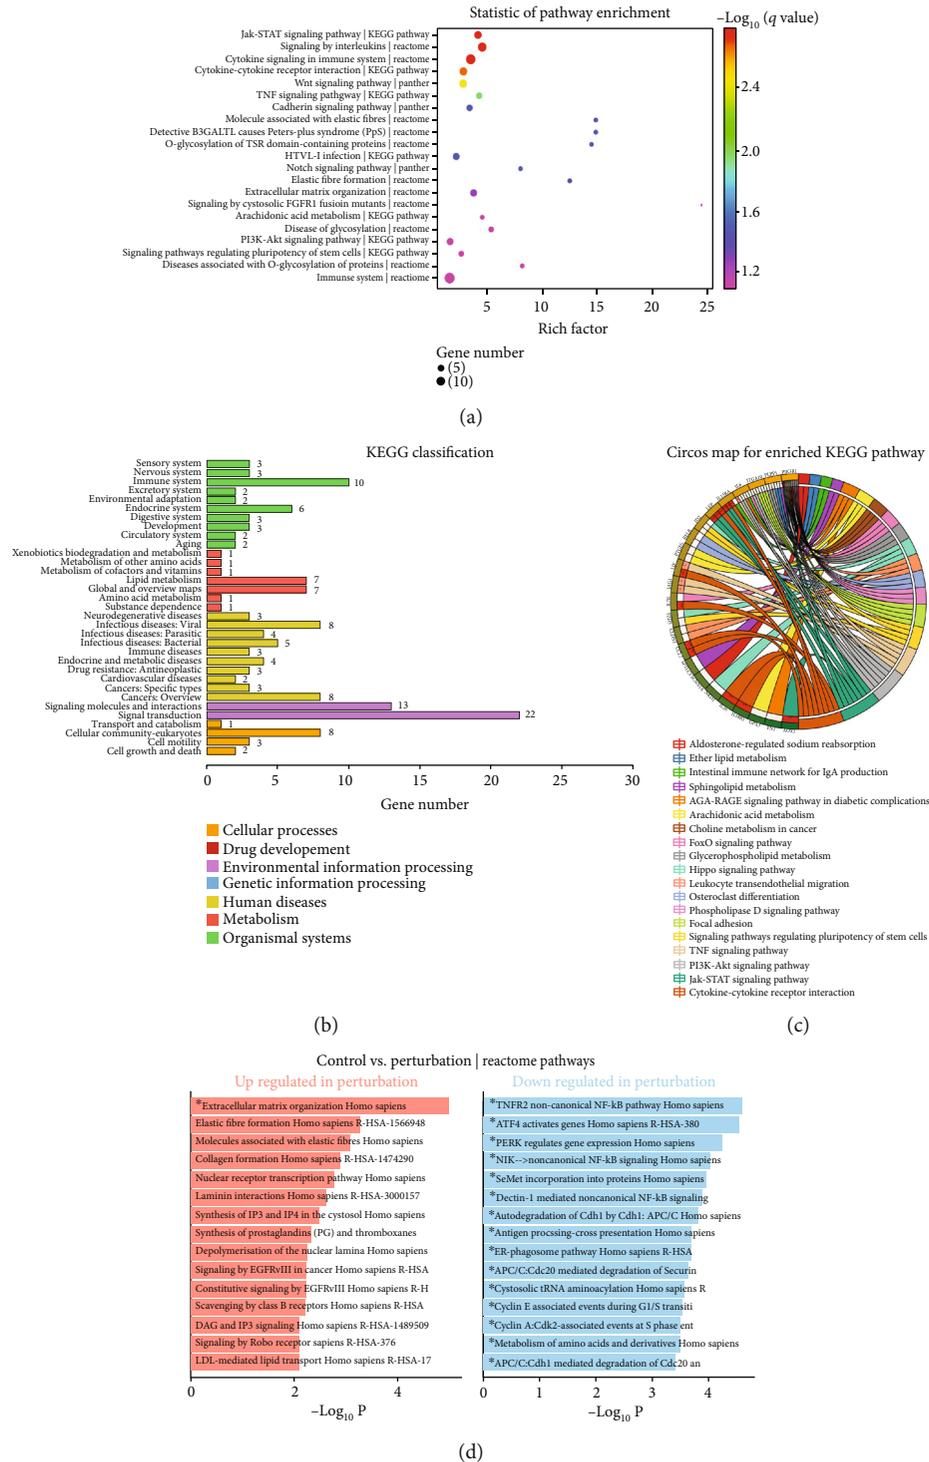 Statistic of pathway enrichment
–Log10 (q value)
Jak-STAT signaling pathway | KEGG pathway
Signaling by interleukins | reactome
Cytokine signaling in immune system | reactome
Cytokine-cytokine receptor interaction | KEGG pathway
Wnt signaling pathway | panther
TNF signaling pathgway | KEGG pathway
Cadherin signaling pathway | panther
Molecule associated with elastic fibres | reactome
Detective B3GALTL causes Peters-plus syndrome (PpS) | reactome
O-glycosylation of TSR domain-containing proteins | reactome
HTVL-I infection | KEGG pathway
Notch signaling pathway | panther
Elastic fibre formation | reactome
Extracellular matrix organization | reactome
Signaling by cystosolic FGFR1 fusioin mutants | reactome
Arachidonic acid metabolism | KEGG pathway
Disease of glycosylation | reactome
PI3K-Akt signaling pathway | KEGG pathway
Signaling pathways regulating pluripotency of stem cells | KEGG pathway
Diseases associated with O-glycosylation of proteins | reactome
Immunse system | reactiome
2.4
2.0
1.6
1.2
5 10 15 20 25
Rich factor
Gene number
(5)
(10)
(a)
KEGG classification
Sensory system 3
Nervous system 3
Immune system 10
Excretory system 2
Environmental adaptation 2
Endocrine system 6
Digestive system 3
Development 3
Circulatory system 2
Aging 2
Xenobiotics biodegradation and metabolism 1
Metabolism of other amino acids 1
Metabolism of cofactors and vitamins 1
Lipid metabolism 7
Global and overview maps 7
Amino acid metabolism 1
Substance dependence 1
Neurodegenerative diseases 3
Infectious diseases: Viral 8
Infectious diseases: Parasitic 4
Infectious diseases: Bacterial 5
Immune diseases 3
Endocrine and metabolic diseases 4
Drug resistance: Antineoplastic 3
Cardiovascular diseases 2
Cancers: Specific types 3
Cancers: Overview 8
Signaling molecules and interactions 13
Signal transduction 22
Transport and catabolism 1
Cellular community-eukaryotes 8
Cell motility 3
Cell growth and death 2
0 5 10 15 20 25 30
Gene number
Cellular processes
Drug developement
Environmental information processing
Genetic information processing
Human diseases
Metabolism
Organismal systems
(b)
Circos map for enriched KEGG pathway
Aldosterone-regulated sodium reabsorption
Ether lipid metabolism
Intestinal immune network for IgA production
Sphingolipid metabolism
AGA-RAGE signaling pathway in diabetic complications
Arachidonic acid metabolism
Choline metabolism in cancer
FoxO signaling pathway
Glycerophospholipid metabolism
Hippo signaling pathway
Leukocyte transendothelial migration
Osteroclast differentiation
Phospholipase D signaling pathway
Focal adhesion
Signaling pathways regulating pluripotency of stem cells
TNF signaling pathway
PI3K-Akt signaling pathway
Jak-STAT signaling pathway
Cytokine-cytokine receptor interaction
(c)
Control vs. perturbation | reactome pathways
Up regulated in perturbation
*Extracellular matrix organization Homo sapiens
Elastic fibre formation Homo sapiens R-HSA-1566948
Molecules associated with elastic fibres Homo sapiens
Collagen formation Homo sapiens R-HSA-1474290
Nuclear receptor transcription pathway Homo sapiens
Laminin interactions Homo sapiens R-HSA-3000157
Synthesis of IP3 and IP4 in the cystosol Homo sapiens
Synthesis of prostaglandins (PG) and thromboxanes
Depolymerisation of the nuclear lamina Homo sapiens
Signaling by EGFRvIII in cancer Homo sapiens R-HSA
Constitutive signaling by EGFRvIII Homo sapiens R-H
Scavenging by class B receptors Homo sapiens R-HSA
DAG and IP3 signaling Homo sapiens R-HSA-1489509
Signaling by Robo receptor sapiens R-HSA-376
LDL-mediated lipid transport Homo sapiens R-HSA-17
0 2 4
–Log10 P
Down regulated in perturbation
*TNFR2 non-canonical NF-kB pathway Homo sapiens
*ATF4 activates genes Homo sapiens R-HSA-380
*PERK regulates gene expression Homo sapiens
*NIK-->noncanonical NF-kB signaling Homo sapiens
*SeMet incorporation into proteins Homo sapiens
*Dectin-1 mediated noncanonical NF-kB signaling
*Autodegradation of Cdh1 by Cdh1: APC/C Homo sapiens
*Antigen procssing-cross presentation Homo sapiens
*ER-phagosome pathway Homo sapiens R-HSA
*APC/C:Cdc20 mediated degradation of Securin
*Cystosolic tRNA aminoacylation Homo sapiens R
*Cyclin E associated events during G1/S transiti
*Cyclin A:Cdk2-associated events at S phase ent
*Metabolism of amino acids and derivatives Homo sapiens
*APC/C:Cdh1 mediated degradation of Cdc20 an
0 1 2 3 4
–Log10 P
(d)